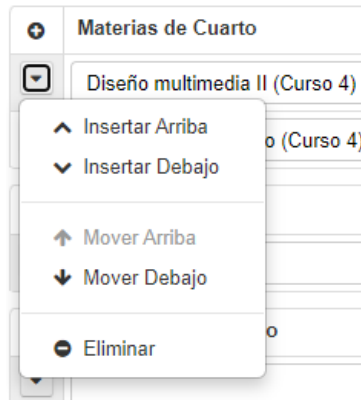 Materias de Cuarto
Diseño multimedia II (Curso 4)
Insertar Arriba
o (Curso 4)
Insertar Debajo
Mover Arriba
Mover Debajo
o
Eliminar